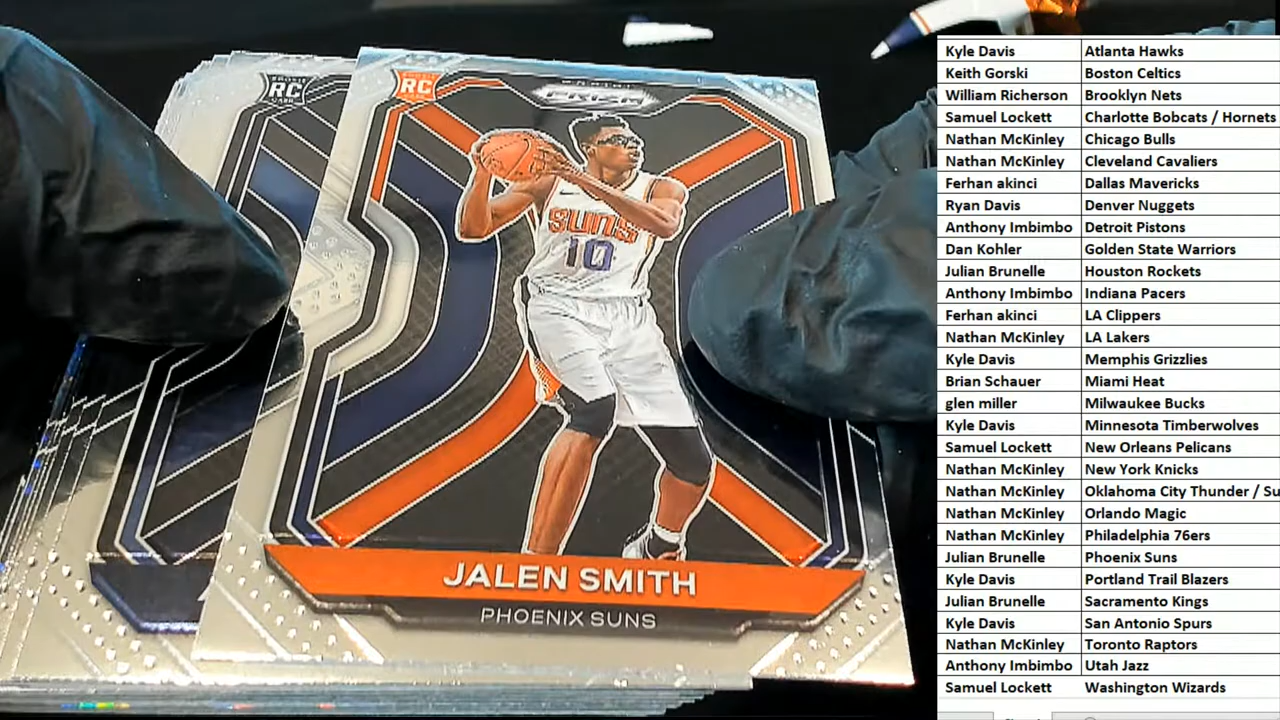 ROOKIE
RC
CARD
RC
PANINI
PRIZM
SUNS
10
JALEN SMITH
PHOENIX SUNS
Kyle Davis Atlanta Hawks
Keith Gorski Boston Celtics
William Richerson Brooklyn Nets
Samuel Lockett Charlotte Bobcats / Hornets
Nathan McKinley Chicago Bulls
Nathan McKinley Cleveland Cavaliers
Ferhan akinci Dallas Mavericks
Ryan Davis Denver Nuggets
Anthony Imbimbo Detroit Pistons
Dan Kohler Golden State Warriors
Julian Brunelle Houston Rockets
Anthony Imbimbo Indiana Pacers
Ferhan akinci LA Clippers
Nathan McKinley LA Lakers
Kyle Davis Memphis Grizzlies
Brian Schauer Miami Heat
glen miller Milwaukee Bucks
Kyle Davis Minnesota Timberwolves
Samuel Lockett New Orleans Pelicans
Nathan McKinley New York Knicks
Nathan McKinley Oklahoma City Thunder / Su
Nathan McKinley Orlando Magic
Nathan McKinley Philadelphia 76ers
Julian Brunelle Phoenix Suns
Kyle Davis Portland Trail Blazers
Julian Brunelle Sacramento Kings
Kyle Davis San Antonio Spurs
Nathan McKinley Toronto Raptors
Anthony Imbimbo Utah Jazz
Samuel Lockett Washington Wizards